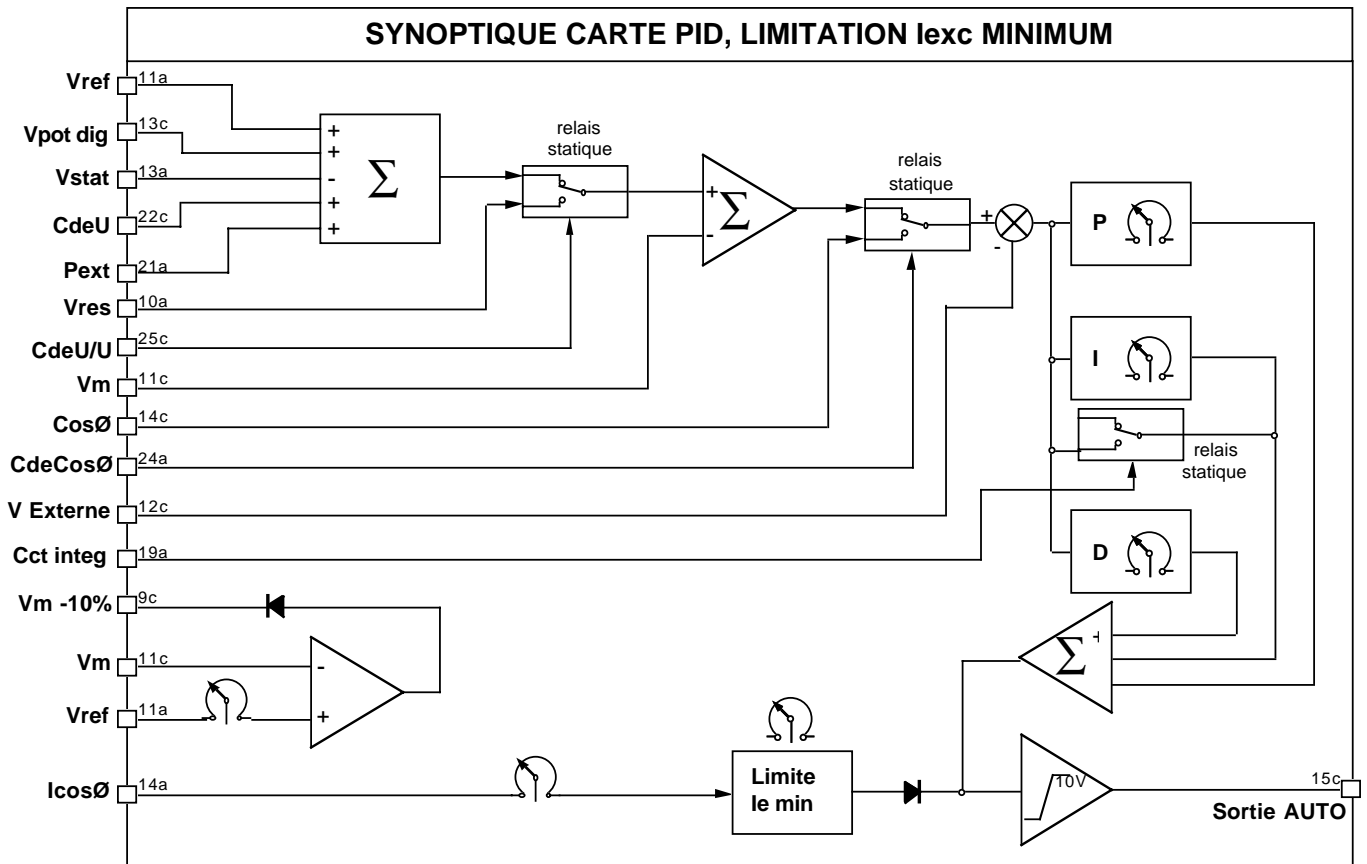 SYNOPTIQUE CARTE PID, LIMITATION Iexc MINIMUM
Vref 11a
Vpot dig 13c
Vstat 13a
CdeU 22c
Pext 21a
Vres 10a
CdeU/U 25c
Vm 11c
CosØ 14c
CdeCosØ 24a
V Externe 12c
Cct integ 19a
Vm -10% 9c
Vm 11c
Vref 11a
IcosØ 14a
+
+
-
+
+
Σ
relais
statique
+
-
Σ
relais
statique
+
-
P
I
relais
statique
D
Σ
-
+
Limite
Ie min
10V
15c
Sortie AUTO